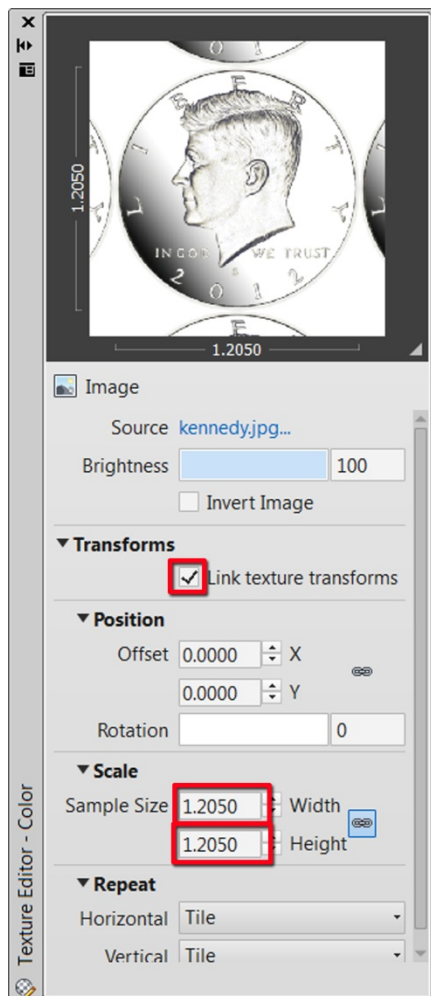 LIBERTY
IN GOD WE TRUST
2012
1.2050
1.2050
Image
Source kennedy.jpg...
Brightness 100
Invert Image
Transforms
Link texture transforms
Position
Offset 0.0000 X
0.0000 Y
Rotation 0
Scale
Sample Size 1.2050 Width
1.2050 Height
Repeat
Horizontal Tile
Vertical Tile
Texture Editor - Color